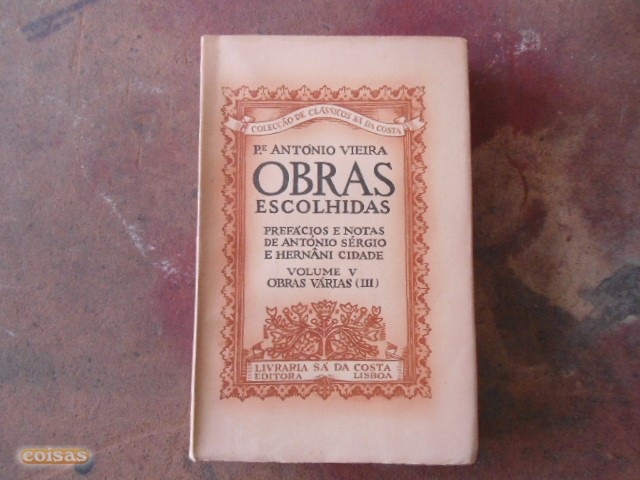 COLECÇÃO DE CLÁSSICOS SÁ DA COSTA
P.E ANTÓNIO VIEIRA
OBRAS
ESCOLHIDAS
PREFÁCIOS E NOTAS
DE ANTÓNIO SÉRGIO
E HERNÂNI CIDADE
VOLUME V
OBRAS VÁRIAS (III)
LIVRARIA SÁ DA COSTA
EDITORA LISBOA
coisas